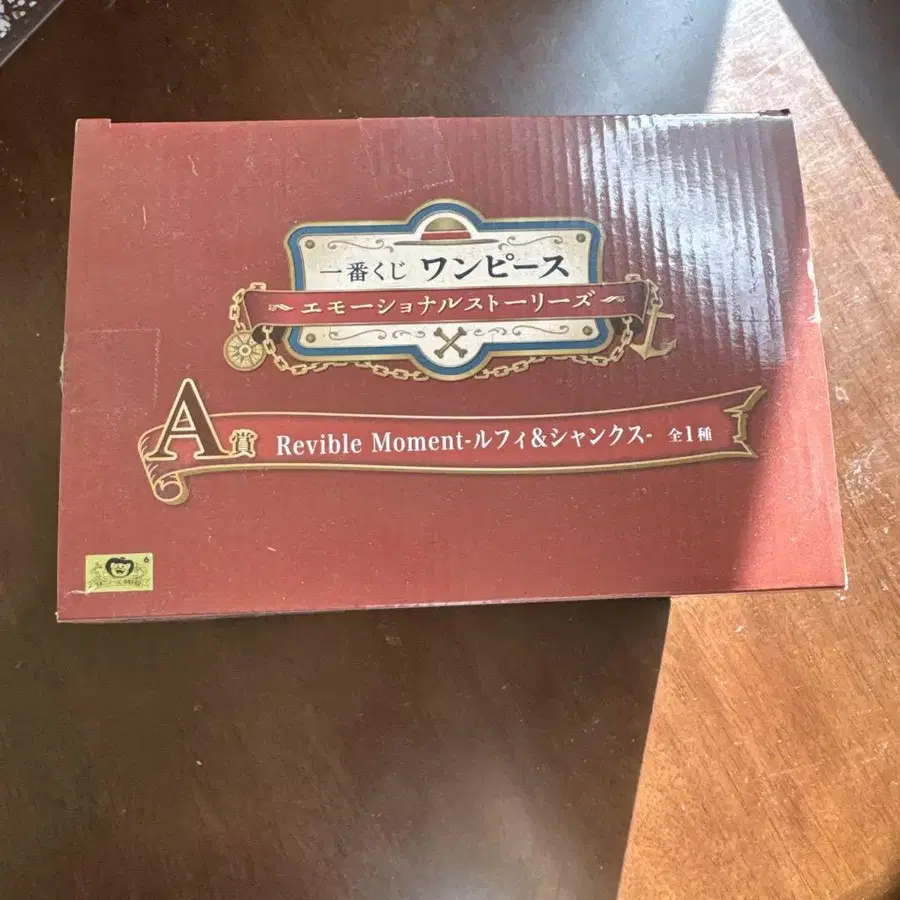 一番くじ ワンピース
エモーショナルストーリーズ
A賞 Revible Moment-ルフィ&シャンクス- 全1種
6